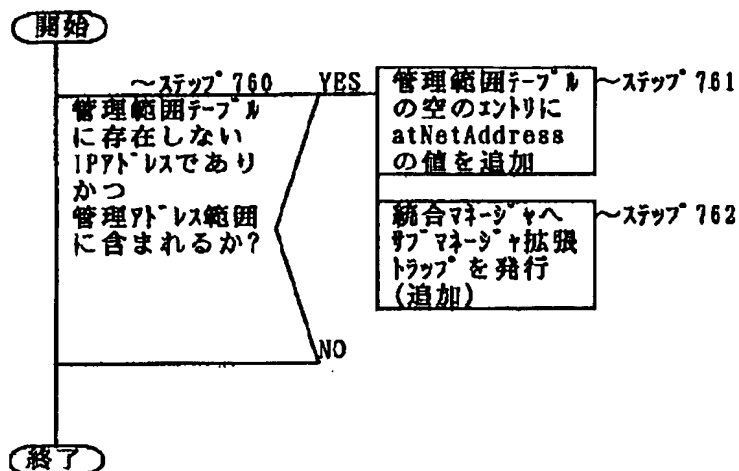 開始
～ステップ760
YES
管理範囲テーブル
に存在しない
IPアドレスであり
かつ
管理アドレス範囲
に含まれるか?
NO
管理範囲テーブル
の空のエントリに
atNetAddress
の値を追加
～ステップ761
統合マネージャへ
サブマネージャ拡張
トラップを発行
(追加)
～ステップ762
終了